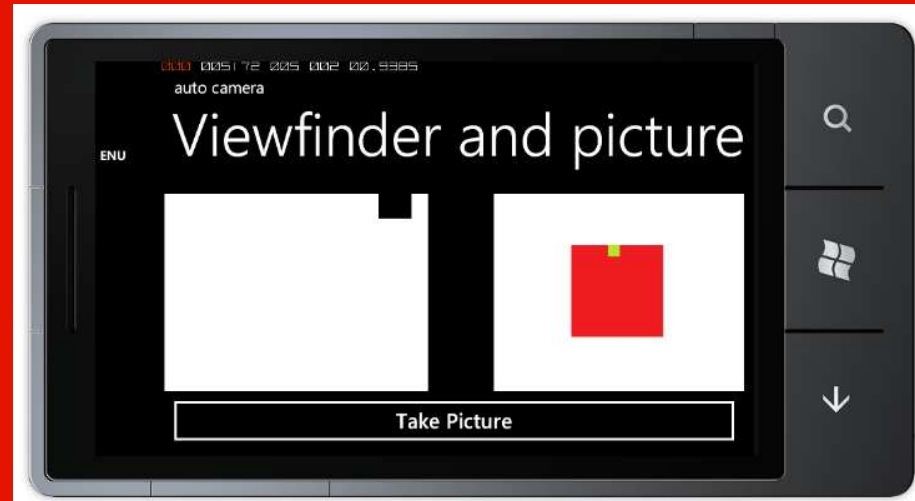 000 005172 005 002 00.9385
auto camera
Viewfinder and picture
ENU
Take Picture